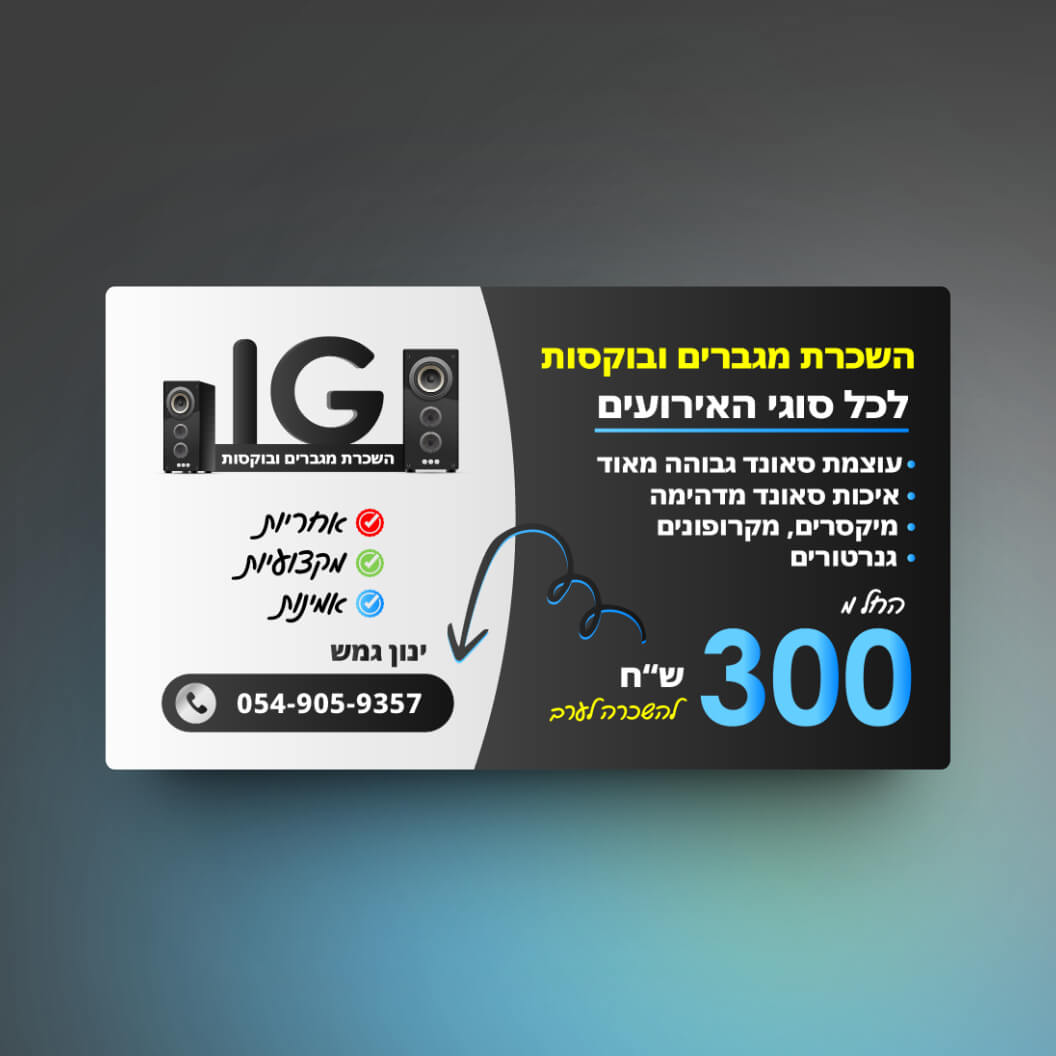 השכרת מגברים ובוקסות
לכל סוגי האירועים
• עוצמת סאונד גבוהה מאוד
• איכות סאונד מדהימה
• מיקסרים, מקרופונים
• גנרטורים
החל מ
300
ש״ח
להשכרה לערב
IG
השכרת מגברים ובוקסות
אחריות
מקצועיות
אמינות
ינון גמש
054-905-9357